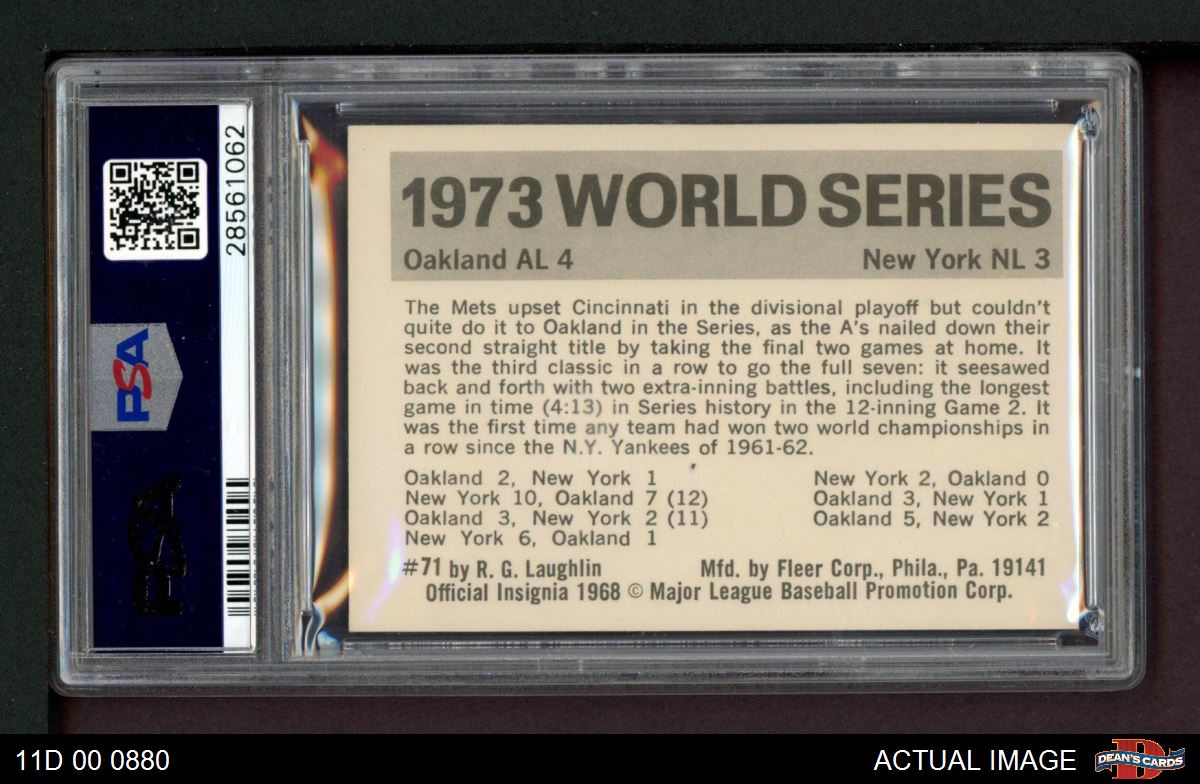 28561062
PSA
PSA
1973 WORLD SERIES
Oakland AL 4 New York NL 3
The Mets upset Cincinnati in the divisional playoff but couldn't
quite do it to Oakland in the Series, as the A's nailed down their
second straight title by taking the final two games at home. It
was the third classic in a row to go the full seven: it seesawed
back and forth with two extra-inning battles, including the longest
game in time (4:13) in Series history in the 12-inning Game 2. It
was the first time any team had won two world championships in
a row since the N.Y. Yankees of 1961-62.
Oakland 2, New York 1 New York 2, Oakland 0
New York 10, Oakland 7 (12) Oakland 3, New York 1
Oakland 3, New York 2 (11) Oakland 5, New York 2
New York 6, Oakland 1
#71 by R. G. Laughlin Mfd. by Fleer Corp., Phila., Pa. 19141
Official Insignia 1968 © Major League Baseball Promotion Corp.
11D 00 0880 ACTUAL IMAGE D DEAN'S CARDS